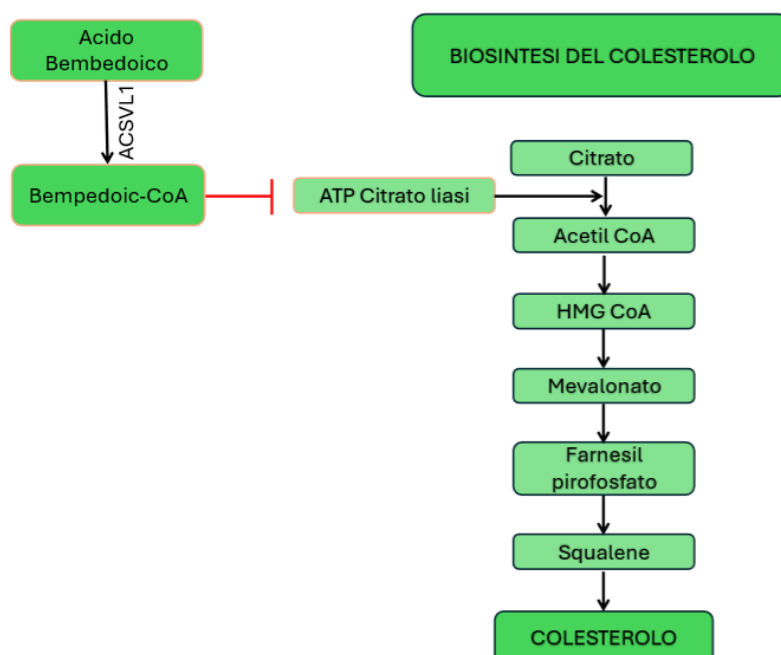 Acido
Bembedoico
BIOSINTESI DEL COLESTEROLO
ACSVL1
Citrato
Bempedoic-CoA
ATP Citrato liasi
Acetil CoA
HMG CoA
Mevalonato
Farnesil
pirofosfato
Squalene
COLESTEROLO